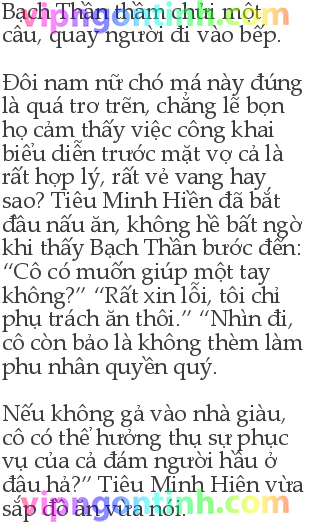 Bạch Thần thầm chửi một
câu, quay người đi vào bếp.
Đôi nam nữ chó má này đúng
là quá trơ trẽn, chẳng lẽ bọn
họ cảm thấy việc công khai
biểu diễn trước mặt vợ cả là
rất hợp lý, rất vẻ vang hay
sao? Tiêu Minh Hiên đã bắt
đầu nấu ăn, không hề bất ngờ
khi thấy Bạch Thần bước đến:
“Cô có muốn giúp một tay
không?” “Rất xin lỗi, tôi chỉ
phụ trách ăn thôi.” “Nhìn đi,
cô còn bảo là không thèm làm
phu nhân quyền quý.
Nếu không gả vào nhà giàu,
cô có thể hưởng thụ sự phục
vụ của cả đám người hầu ở
đâu hả?” Tiêu Minh Hiên vừa
sắp đồ ăn vừa nói.
vipngontinh.com
vipngontinh.com